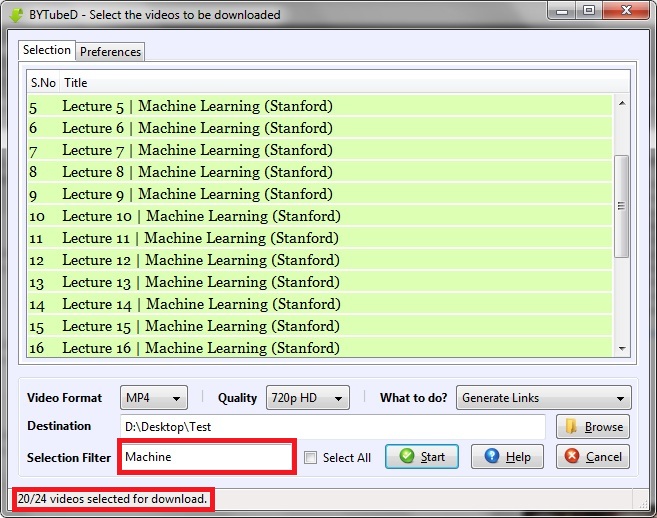 BYTubeD - Select the videos to be downloaded
Selection Preferences
S.No Title
5 Lecture 5 | Machine Learning (Stanford)
6 Lecture 6 | Machine Learning (Stanford)
7 Lecture 7 | Machine Learning (Stanford)
8 Lecture 8 | Machine Learning (Stanford)
9 Lecture 9 | Machine Learning (Stanford)
10 Lecture 10 | Machine Learning (Stanford)
11 Lecture 11 | Machine Learning (Stanford)
12 Lecture 12 | Machine Learning (Stanford)
13 Lecture 13 | Machine Learning (Stanford)
14 Lecture 14 | Machine Learning (Stanford)
15 Lecture 15 | Machine Learning (Stanford)
16 Lecture 16 | Machine Learning (Stanford)
Video Format MP4 Quality 720p HD What to do? Generate Links
Destination D:\Desktop\Test Browse
Selection Filter Machine Select All Start Help Cancel
20/24 videos selected for download.